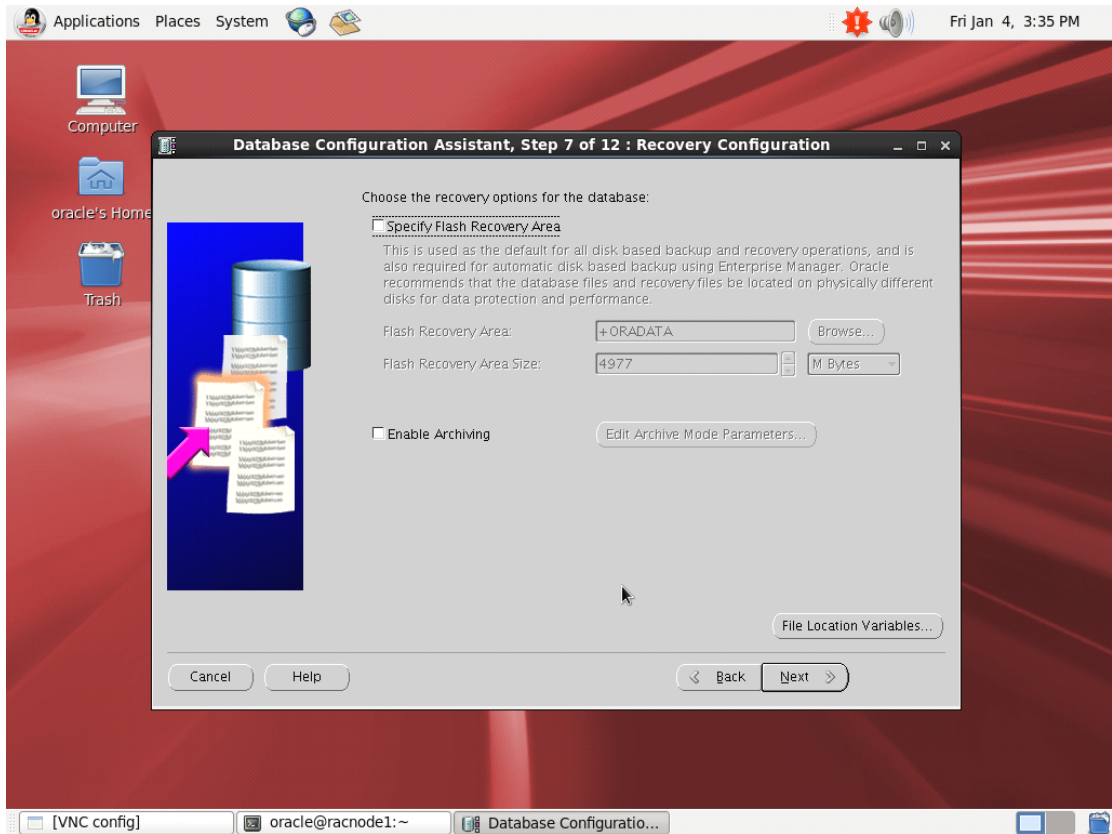 Applications Places System
Fri Jan 4, 3:35 PM
Computer
oracle's Home
Trash
Database Configuration Assistant, Step 7 of 12 : Recovery Configuration
Choose the recovery options for the database:
Specify Flash Recovery Area
This is used as the default for all disk based backup and recovery operations, and is
also required for automatic disk based backup using Enterprise Manager. Oracle
recommends that the database files and recovery files be located on physically different
disks for data protection and performance.
Flash Recovery Area: +ORADATA Browse...
Flash Recovery Area Size: 4977 M Bytes
Enable Archiving Edit Archive Mode Parameters...
File Location Variables...
Cancel Help Back Next
[VNC config] oracle@racnode1:~ Database Configuratio...